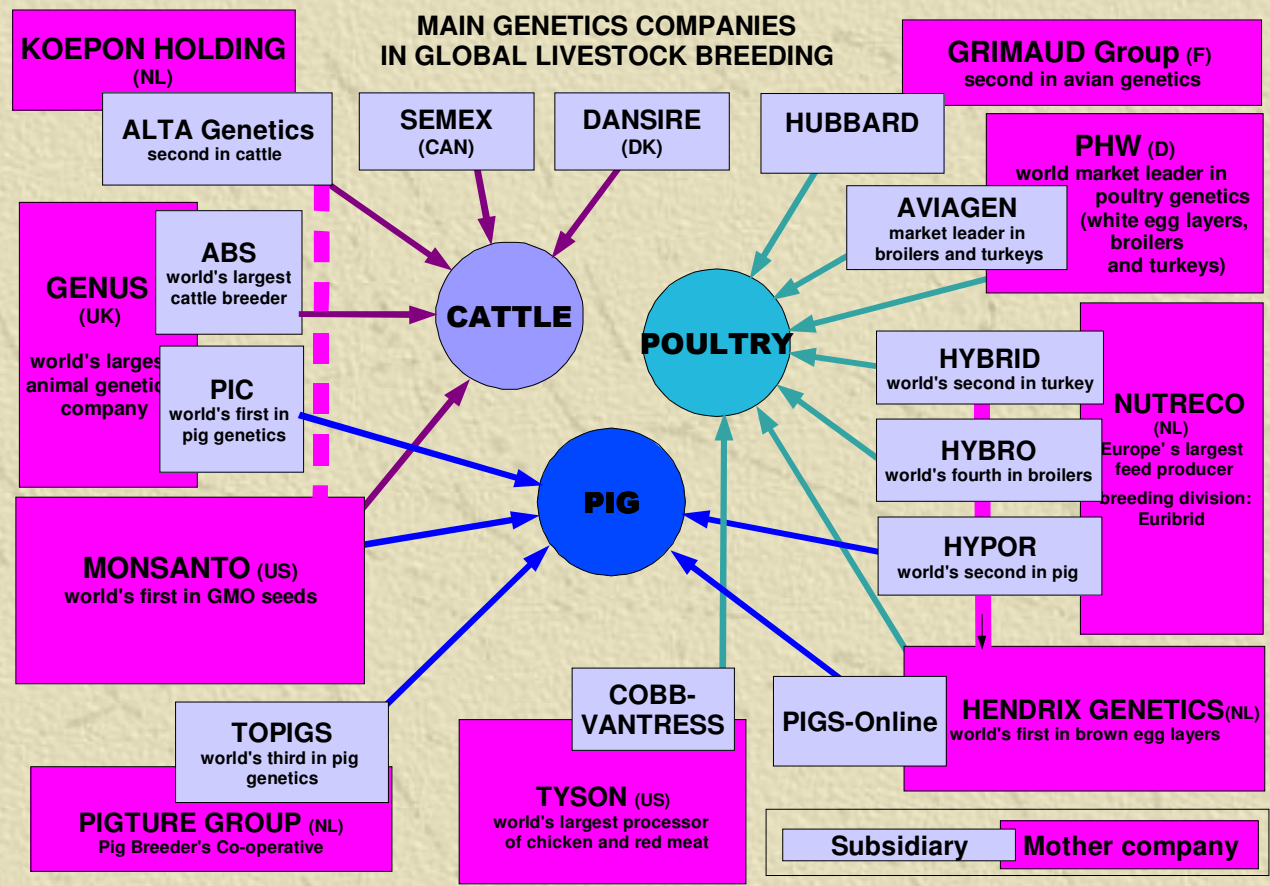 MAIN GENETICS COMPANIES
IN GLOBAL LIVESTOCK BREEDING
KOEPON HOLDING
(NL)
ALTA Genetics
second in cattle
SEMEX
(CAN)
DANSIRE
(DK)
HUBBARD
GRIMAUD Group (F)
second in avian genetics
PHW (D)
world market leader in
poultry genetics
(white egg layers,
broilers
and turkeys)
AVIAGEN
market leader in
broilers and turkeys
GENUS
(UK)
world's larges
animal genetic
company
ABS
world's largest
cattle breeder
PIC
world's first in
pig genetics
CATTLE
POULTRY
PIG
HYBRID
world's second in turkey
HYBRO
world's fourth in broilers
HYPOR
world's second in pig
NUTRECO
(NL)
Europe' s largest
feed producer
breeding division:
Euribrid
MONSANTO (US)
world's first in GMO seeds
TOPIGS
world's third in pig
genetics
PIGTURE GROUP (NL)
Pig Breeder's Co-operative
COBB-
VANTRESS
TYSON (US)
world's largest processor
of chicken and red meat
PIGS-Online
HENDRIX GENETICS(NL)
world's first in brown egg layers
Subsidiary
Mother company